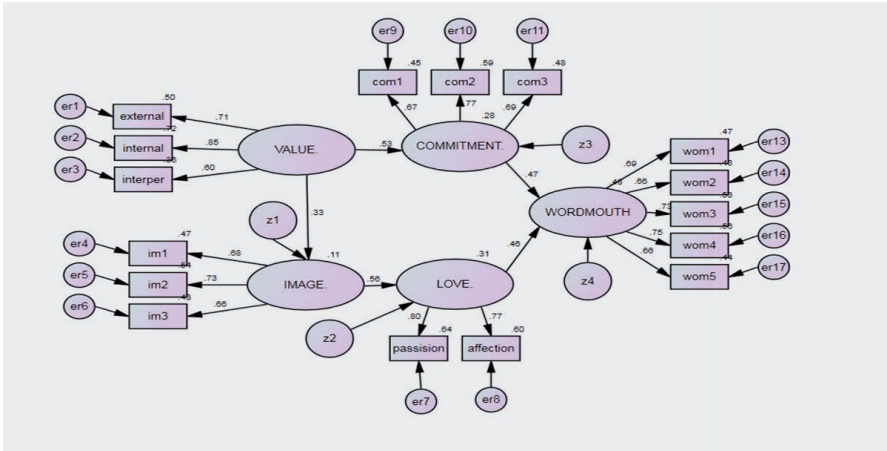 er9
er10
er11
.45
.59
.48
com1
com2
com3
.67
.77
.69
.28
COMMITMENT.
z3
er1
.50
external
.71
er2
.72
internal
.85
er3
interper
.60
VALUE.
.53
.33
z1
er4
.47
im1
.68
er5
im2
.73
er6
im3
.66
.11
IMAGE.
.56
z2
.31
LOVE.
.80
.64
passision
er7
.77
.60
affection
er8
.47
.46
WORDMOUTH
z4
.69
.47
wom1
er13
.66
wom2
er14
.73
wom3
er15
.75
wom4
er16
.66
wom5
er17